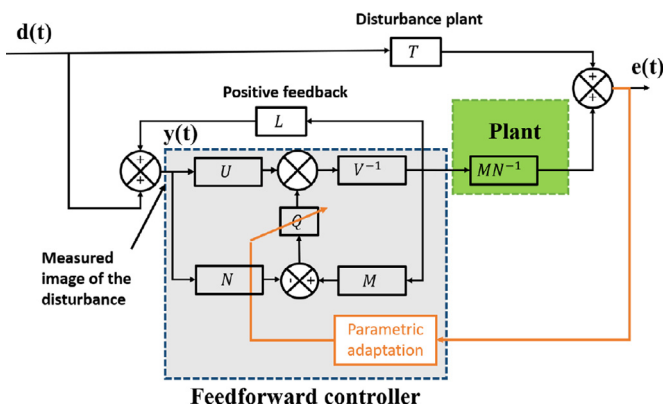 Disturbance plant
d(t)
T
+
+
e(t)
Positive feedback
L
y(t)
Plant
+
+
U
V⁻¹
MN⁻¹
Q
Measured
image of the
disturbance
N
-
+
M
Parametric
adaptation
Feedforward controller